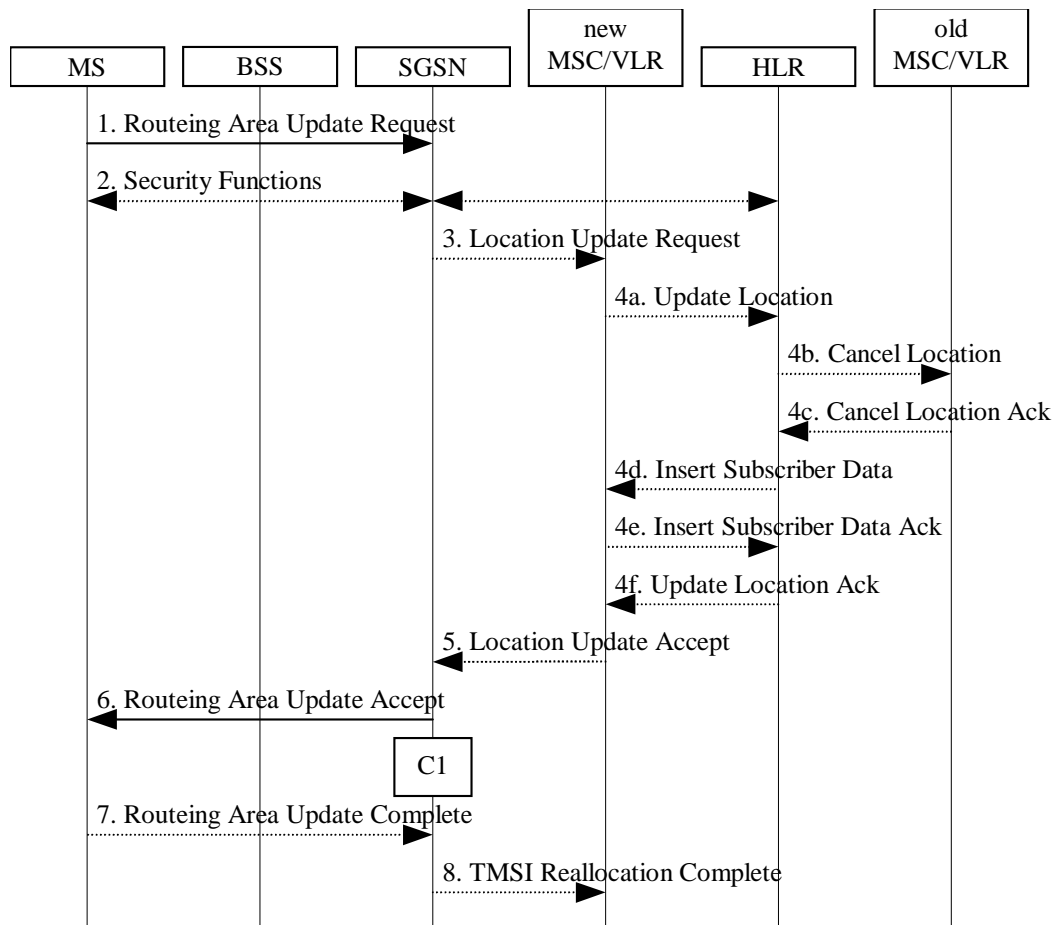 new
MSC/VLR
old
MSC/VLR
MS
BSS
SGSN
HLR
1. Routeing Area Update Request
2. Security Functions
3. Location Update Request
4a. Update Location
4b. Cancel Location
4c. Cancel Location Ack
4d. Insert Subscriber Data
4e. Insert Subscriber Data Ack
4f. Update Location Ack
5. Location Update Accept
6. Routeing Area Update Accept
C1
7. Routeing Area Update Complete
8. TMSI Reallocation Complete